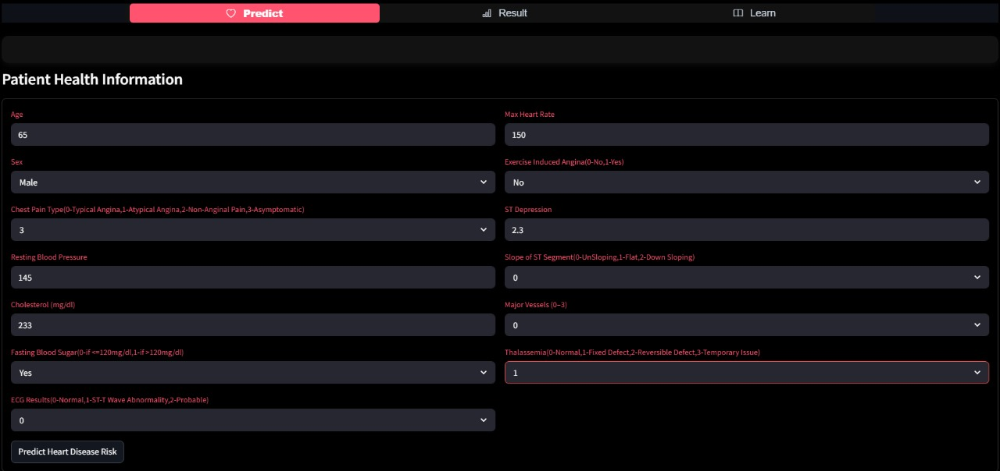 Predict
Result
Learn
Patient Health Information
Age
65
Sex
Male
Chest Pain Type(0-Typical Angina,1-Atypical Angina,2-Non-Anginal Pain,3-Asymptomatic)
3
Resting Blood Pressure
145
Cholesterol (mg/dl)
233
Fasting Blood Sugar(0-if <=120mg/dl,1-if >120mg/dl)
Yes
ECG Results(0-Normal,1-ST-T Wave Abnormality,2-Probable)
0
Max Heart Rate
150
Exercise Induced Angina(0-No,1-Yes)
No
ST Depression
2.3
Slope of ST Segment(0-UnSloping,1-Flat,2-Down Sloping)
0
Major Vessels (0–3)
0
Thalassemia(0-Normal,1-Fixed Defect,2-Reversible Defect,3-Temporary Issue)
1
Predict Heart Disease Risk